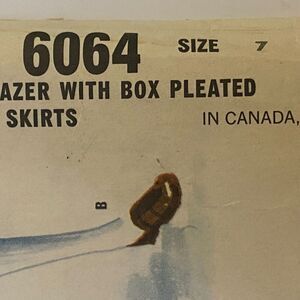 6064 SIZE 7
AZER WITH BOX PLEATED
SKIRTS IN CANADA,
B